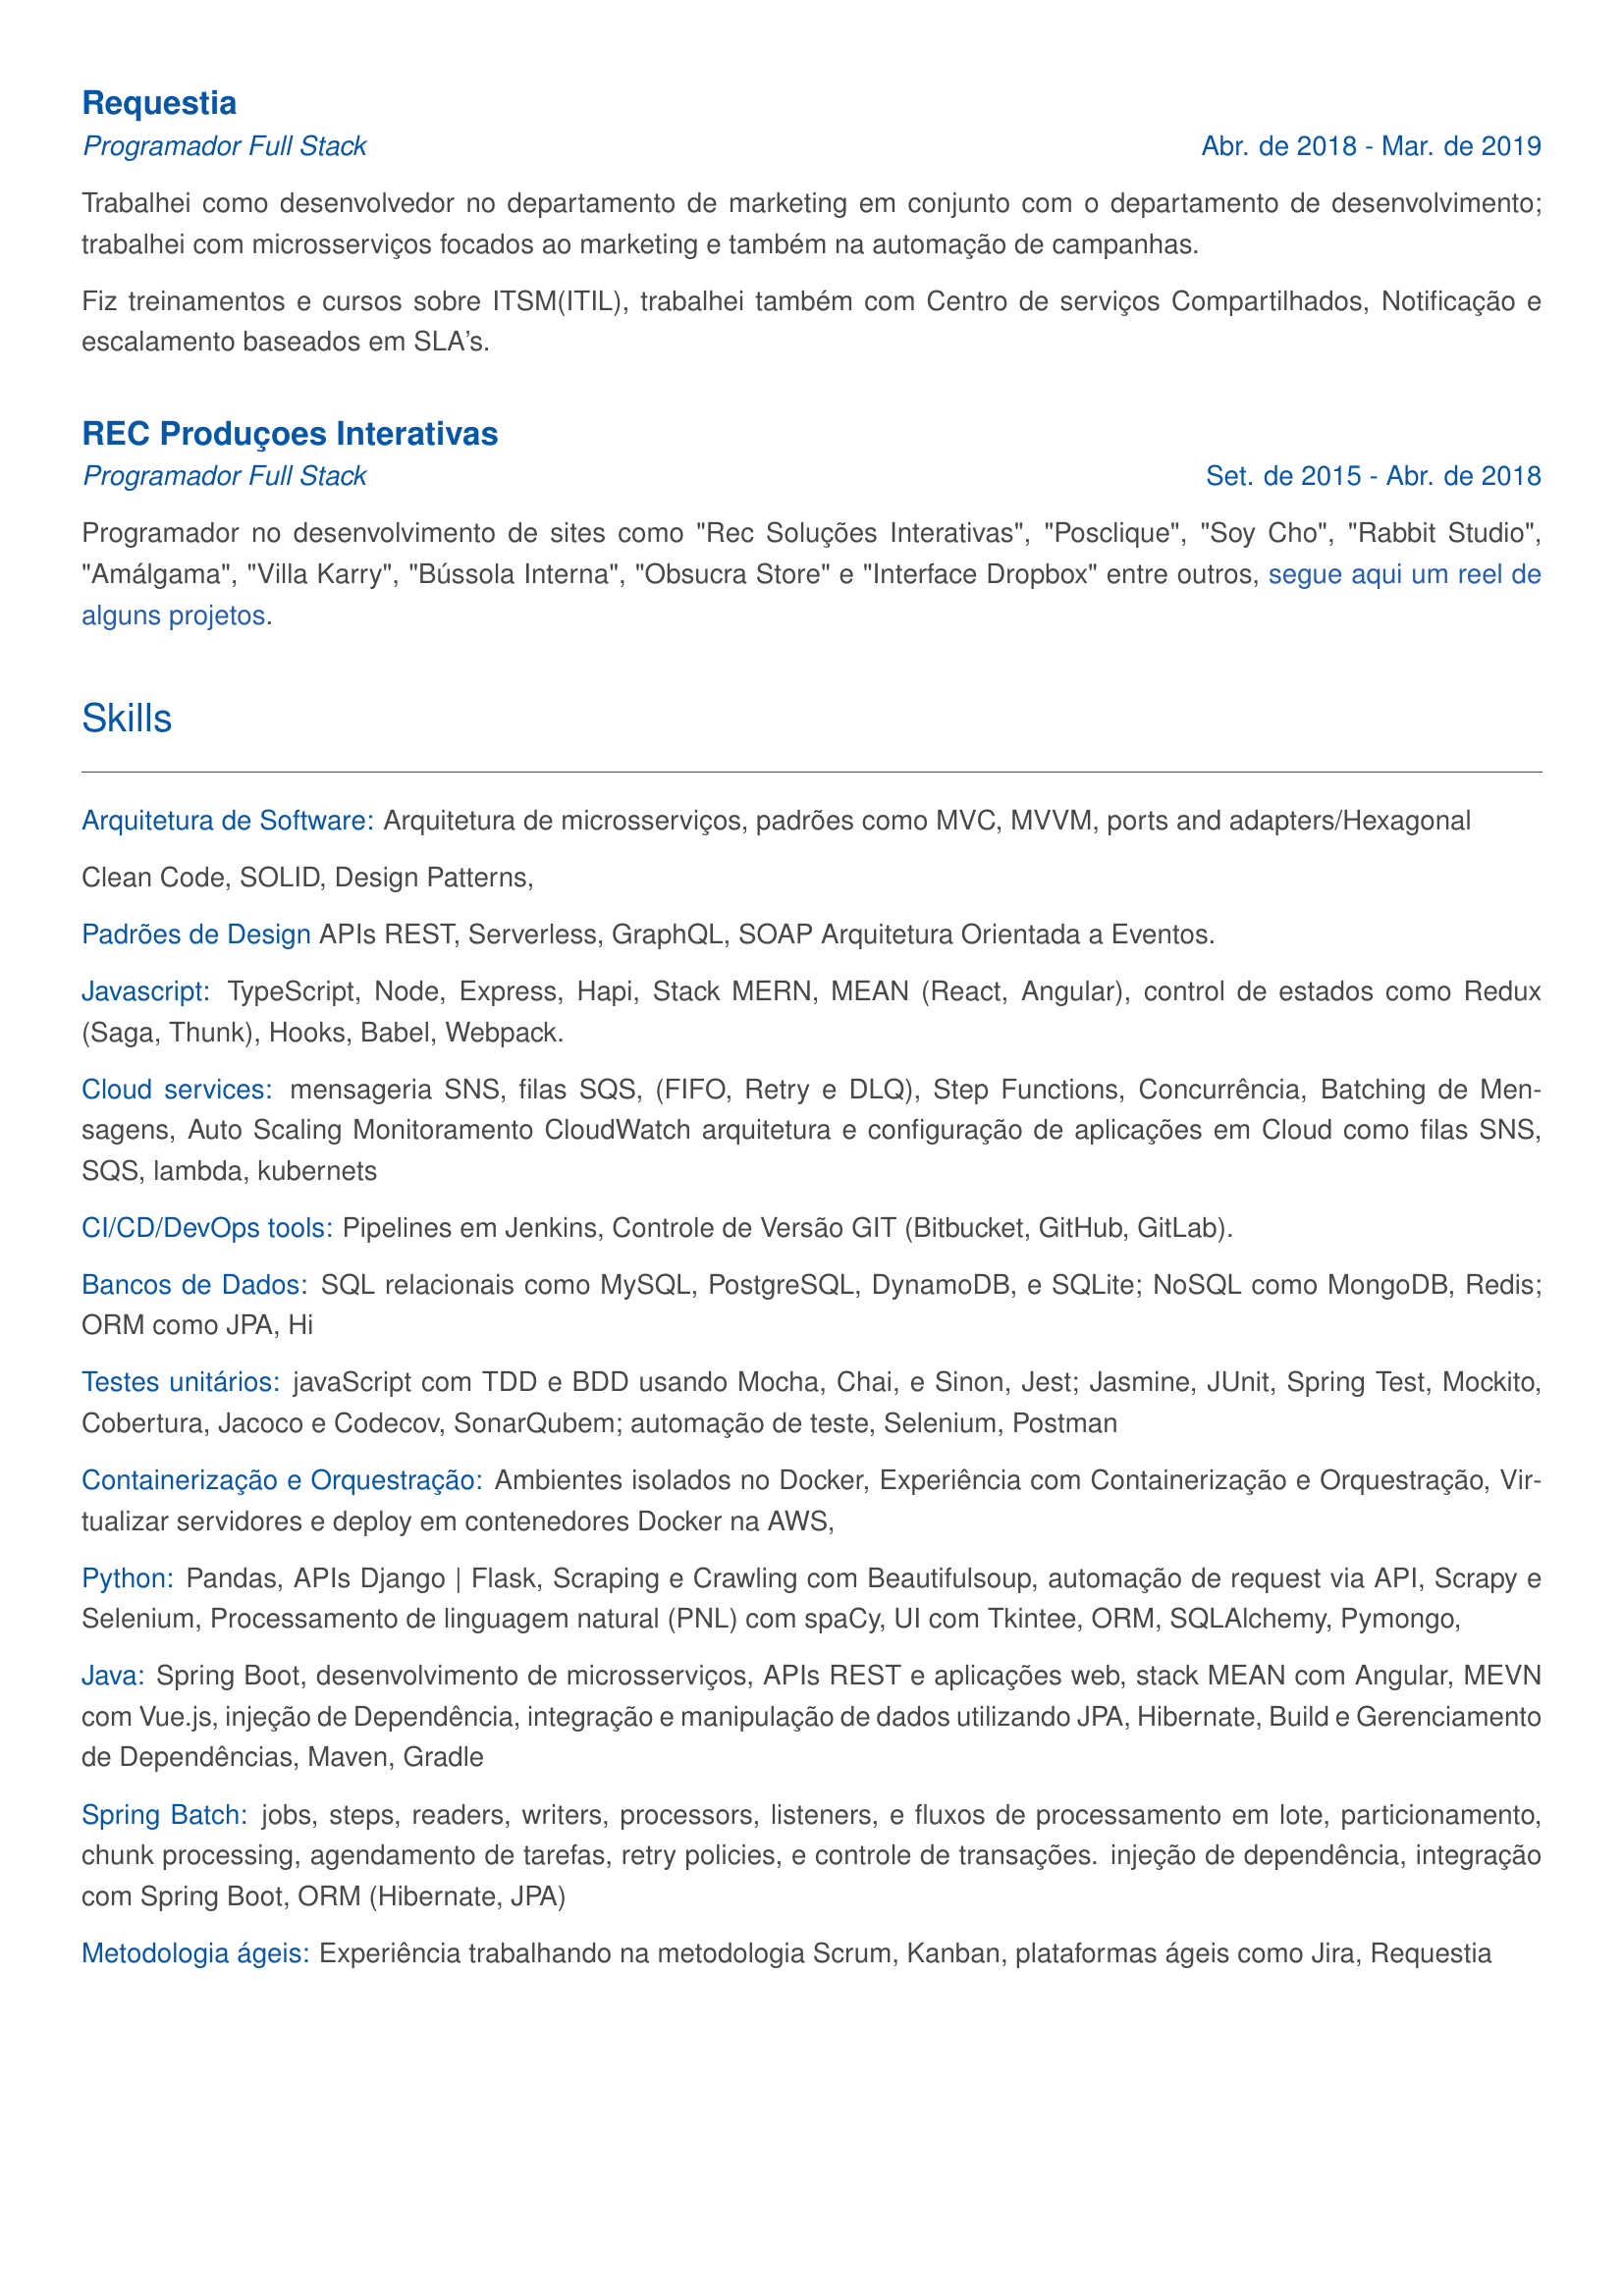 Requestia
Programador Full Stack Abr. de 2018 - Mar. de 2019
Trabalhei como desenvolvedor no departamento de marketing em conjunto com o departamento de desenvolvimento;
trabalhei com microsserviços focados ao marketing e também na automação de campanhas.
Fiz treinamentos e cursos sobre ITSM(ITIL), trabalhei também com Centro de serviços Compartilhados, Notificação e
escalamento baseados em SLA’s.
REC Produçoes Interativas
Programador Full Stack Set. de 2015 - Abr. de 2018
Programador no desenvolvimento de sites como "Rec Soluções Interativas", "Posclique", "Soy Cho", "Rabbit Studio",
"Amálgama", "Villa Karry", "Bússola Interna", "Obsucra Store" e "Interface Dropbox" entre outros, segue aqui um reel de
alguns projetos.
Skills
Arquitetura de Software: Arquitetura de microsserviços, padrões como MVC, MVVM, ports and adapters/Hexagonal
Clean Code, SOLID, Design Patterns,
Padrões de Design APIs REST, Serverless, GraphQL, SOAP Arquitetura Orientada a Eventos.
Javascript: TypeScript, Node, Express, Hapi, Stack MERN, MEAN (React, Angular), control de estados como Redux
(Saga, Thunk), Hooks, Babel, Webpack.
Cloud services: mensageria SNS, filas SQS, (FIFO, Retry e DLQ), Step Functions, Concurrência, Batching de Men-
sagens, Auto Scaling Monitoramento CloudWatch arquitetura e configuração de aplicações em Cloud como filas SNS,
SQS, lambda, kubernets
CI/CD/DevOps tools: Pipelines em Jenkins, Controle de Versão GIT (Bitbucket, GitHub, GitLab).
Bancos de Dados: SQL relacionais como MySQL, PostgreSQL, DynamoDB, e SQLite; NoSQL como MongoDB, Redis;
ORM como JPA, Hi
Testes unitários: javaScript com TDD e BDD usando Mocha, Chai, e Sinon, Jest; Jasmine, JUnit, Spring Test, Mockito,
Cobertura, Jacoco e Codecov, SonarQubem; automação de teste, Selenium, Postman
Containerização e Orquestração: Ambientes isolados no Docker, Experiência com Containerização e Orquestração, Vir-
tualizar servidores e deploy em contenedores Docker na AWS,
Python: Pandas, APIs Django | Flask, Scraping e Crawling com Beautifulsoup, automação de request via API, Scrapy e
Selenium, Processamento de linguagem natural (PNL) com spaCy, UI com Tkintee, ORM, SQLAlchemy, Pymongo,
Java: Spring Boot, desenvolvimento de microsserviços, APIs REST e aplicações web, stack MEAN com Angular, MEVN
com Vue.js, injeção de Dependência, integração e manipulação de dados utilizando JPA, Hibernate, Build e Gerenciamento
de Dependências, Maven, Gradle
Spring Batch: jobs, steps, readers, writers, processors, listeners, e fluxos de processamento em lote, particionamento,
chunk processing, agendamento de tarefas, retry policies, e controle de transações. injeção de dependência, integração
com Spring Boot, ORM (Hibernate, JPA)
Metodologia ágeis: Experiência trabalhando na metodologia Scrum, Kanban, plataformas ágeis como Jira, Requestia